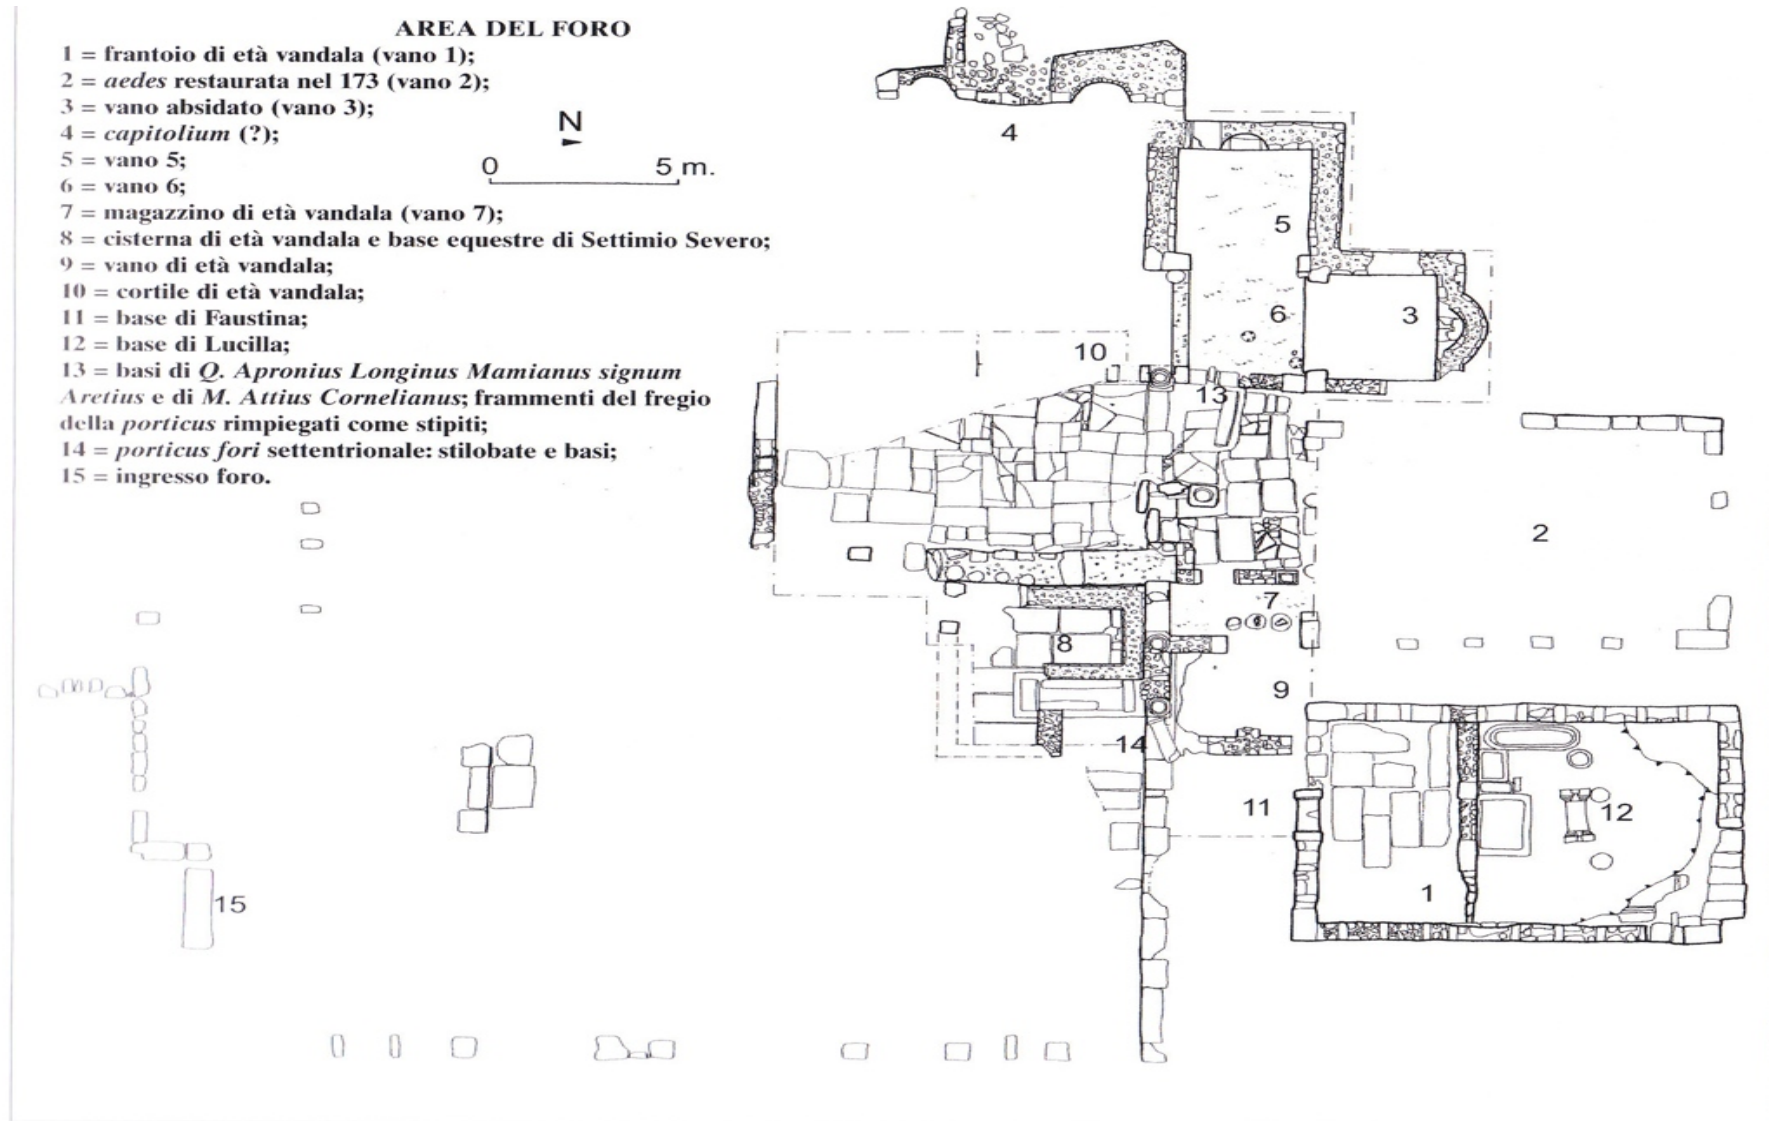 AREA DEL FORO
1 = frantoio di età vandala (vano 1);
2 = aedes restaurata nel 173 (vano 2);
3 = vano absidato (vano 3);
4 = capitolium (?);
5 = vano 5;
6 = vano 6;
7 = magazzino di età vandala (vano 7);
8 = cisterna di età vandala e base equestre di Settimio Severo;
9 = vano di età vandala;
10 = cortile di età vandala;
11 = base di Faustina;
12 = base di Lucilla;
13 = basi di Q. Apronius Longinus Mamianus signum
Aretius e di M. Attius Cornelianus; frammenti del fregio
della porticus rimpiegati come stipiti;
14 = porticus fori settentrionale: stilobate e basi;
15 = ingresso foro.
N
0 5 m.
4
5
6
3
10
13
2
7
8
9
14
11
12
1
15